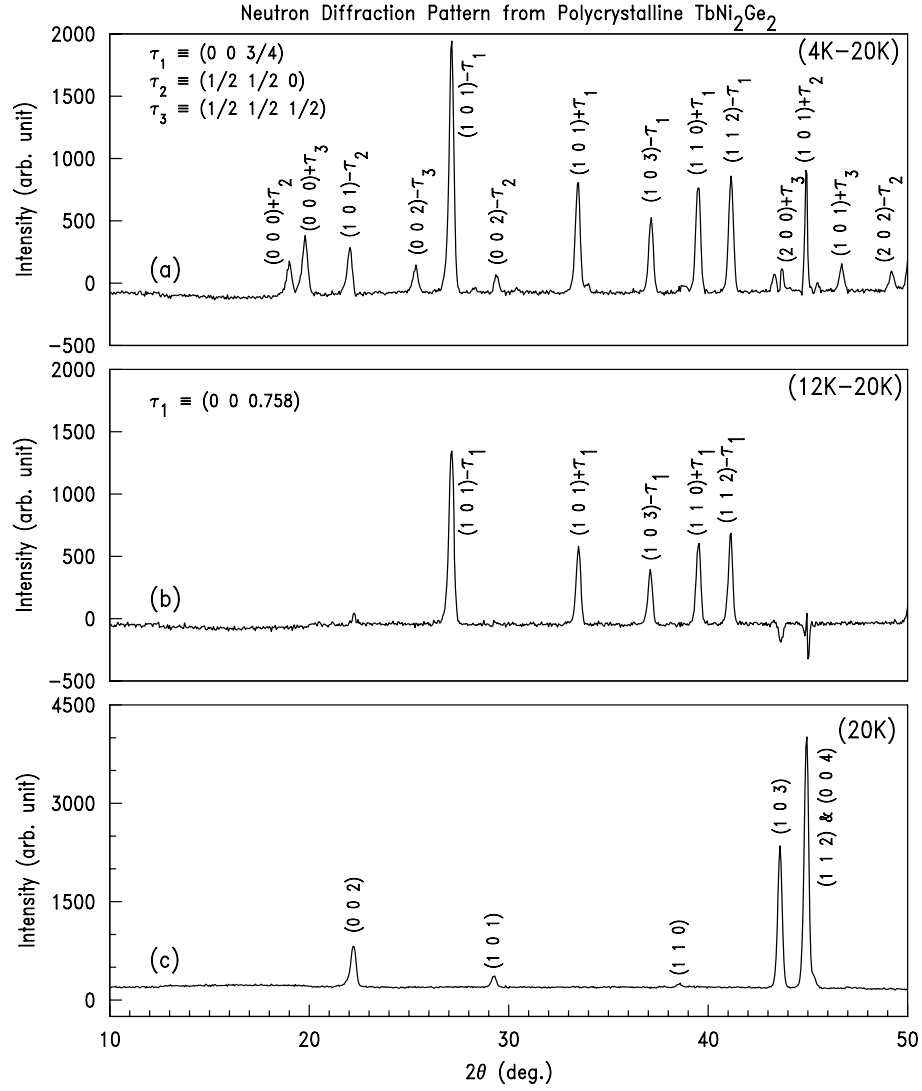 Neutron Diffraction Pattern from Polycrystalline TbNi2Ge2
2000
1500
1000
500
0
−500
Intensity (arb. unit)
τ1 ≡ (0 0 3/4)
τ2 ≡ (1/2 1/2 0)
τ3 ≡ (1/2 1/2 1/2)
(4K−20K)
(a)
(0 0 0)+τ2
(0 0 0)+τ3
(1 0 1)−τ2
(0 0 2)−τ3
(1 0 1)−τ1
(0 0 2)−τ2
(1 0 1)+τ1
(1 0 3)−τ1
(1 1 0)+τ1
(1 1 2)−τ1
(2 0 0)+τ3
(1 0 1)+τ2
(1 0 1)+τ3
(2 0 2)−τ2
2000
1500
1000
500
0
−500
Intensity (arb. unit)
τ1 ≡ (0 0 0.758)
(12K−20K)
(b)
(1 0 1)−τ1
(1 0 1)+τ1
(1 0 3)−τ1
(1 1 0)+τ1
(1 1 2)−τ1
4500
3000
1500
0
Intensity (arb. unit)
(20K)
(c)
(0 0 2)
(1 0 1)
(1 1 0)
(1 0 3)
(1 1 2) & (0 0 4)
10
20
30
40
50
2θ (deg.)